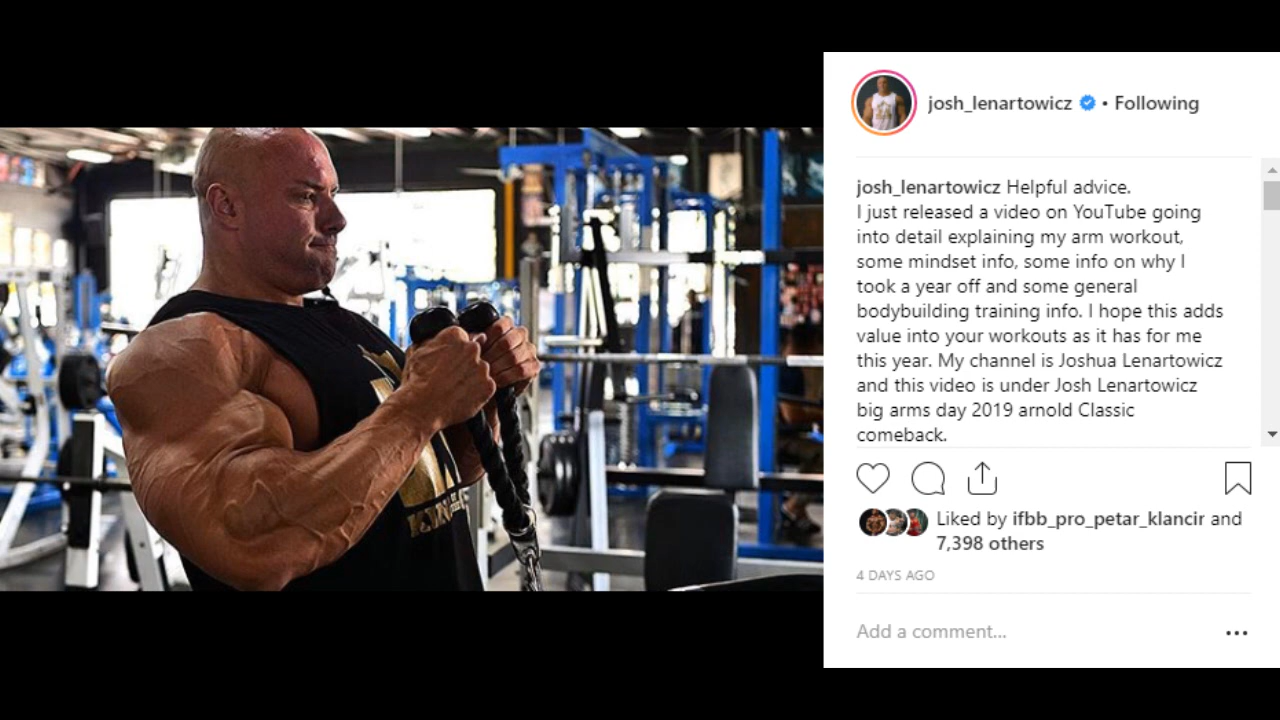 josh_lenartowicz • Following
josh_lenartowicz Helpful advice.
I just released a video on YouTube going
into detail explaining my arm workout,
some mindset info, some info on why I
took a year off and some general
bodybuilding training info. I hope this adds
value into your workouts as it has for me
this year. My channel is Joshua Lenartowicz
and this video is under Josh Lenartowicz
big arms day 2019 arnold Classic
comeback.
Liked by ifbb_pro_petar_klancir and
7,398 others
4 DAYS AGO
Add a comment...